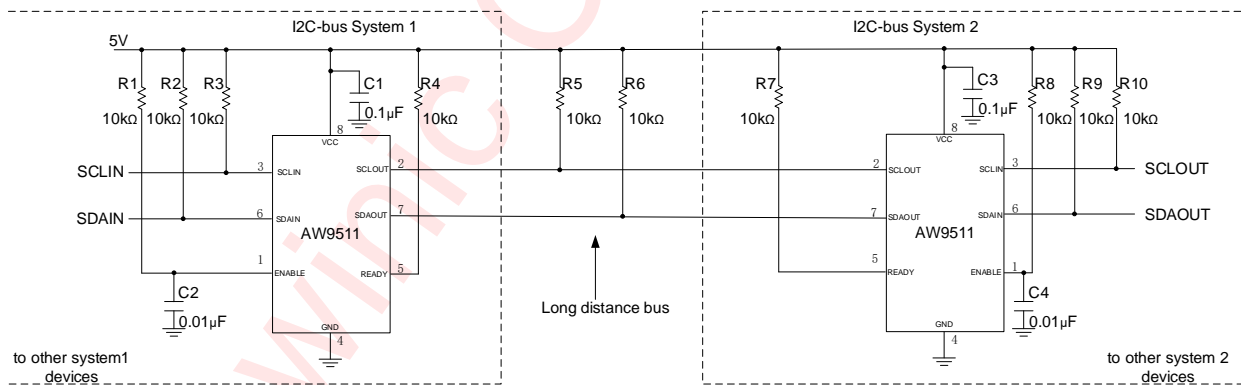 I2C-bus System 1
I2C-bus System 2
5V
R1
R2
R3
C1
R4
R5
R6
R7
C3
R8
R9
R10
10kΩ
10kΩ
10kΩ
0.1µF
10kΩ
10kΩ
10kΩ
10kΩ
0.1µF
10kΩ
10kΩ
10kΩ
8
VCC
8
VCC
SCLIN
3
SCLIN
SCLOUT
2
2
SCLOUT
SCLIN
3
SCLOUT
SDAIN
6
SDAIN
SDAOUT
7
7
SDAOUT
SDAIN
6
SDAOUT
AW9511
AW9511
1
ENABLE
READY
5
5
READY
ENABLE
1
C2
0.01µF
C4
0.01µF
Long distance bus
GND
4
GND
4
to other system1
devices
to other system 2
devices
winic C